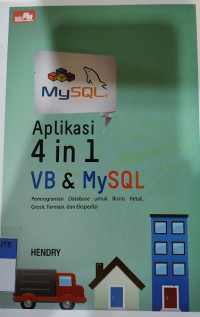 MySQL
Aplikasi
4 in 1
VB & MySQL
Pemrograman Database untuk Bisnis Retail,
Grosir, Farmasi, dan Ekspedisi
HENDRY